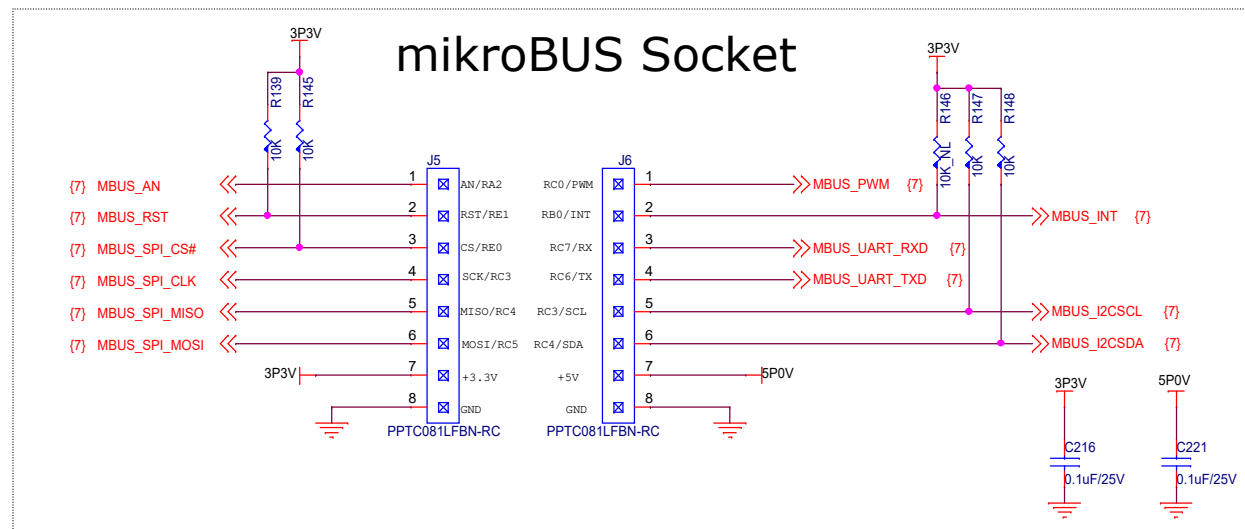 mikroBUS Socket
3P3V
3P3V
R139
R145
10K
10K
R146
R147
R148
10K_NL
10K
10K
J5
J6
{7} MBUS_AN
1
AN/RA2
RC0/PWM
1
MBUS_PWM {7}
{7} MBUS_RST
2
RST/RE1
RB0/INT
2
MBUS_INT {7}
{7} MBUS_SPI_CS#
3
CS/RE0
RC7/RX
3
MBUS_UART_RXD {7}
{7} MBUS_SPI_CLK
4
SCK/RC3
RC6/TX
4
MBUS_UART_TXD {7}
{7} MBUS_SPI_MISO
5
MISO/RC4
RC3/SCL
5
MBUS_I2CSCL {7}
{7} MBUS_SPI_MOSI
6
MOSI/RC5
RC4/SDA
6
MBUS_I2CSDA {7}
3P3V
7
+3.3V
+5V
7
5P0V
8
GND
GND
8
PPTC081LFBN-RC
PPTC081LFBN-RC
3P3V
5P0V
C216
C221
0.1uF/25V
0.1uF/25V